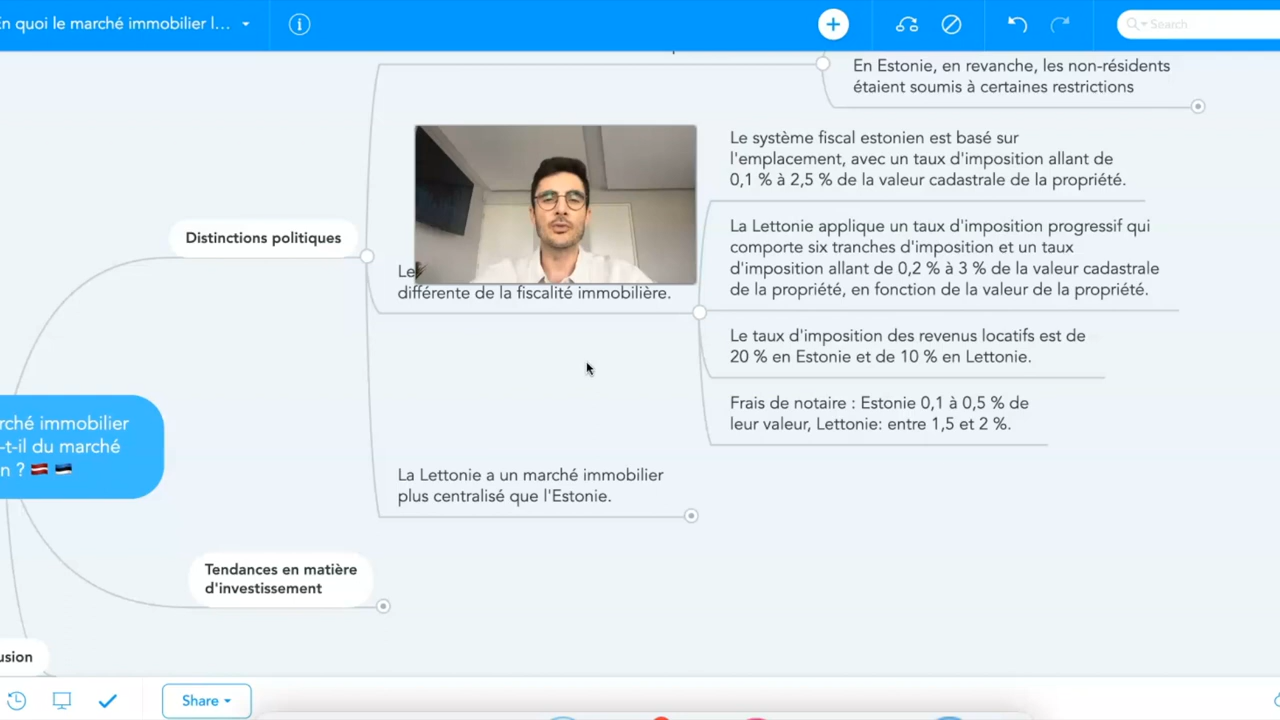 n quoi le marché immobilier l...
Search
En Estonie, en revanche, les non-résidents
étaient soumis à certaines restrictions
Le système fiscal estonien est basé sur
l'emplacement, avec un taux d'imposition allant de
0,1 % à 2,5 % de la valeur cadastrale de la propriété.
La Lettonie applique un taux d'imposition progressif qui
comporte six tranches d'imposition et un taux
d'imposition allant de 0,2 % à 3 % de la valeur cadastrale
de la propriété, en fonction de la valeur de la propriété.
Distinctions politiques
Le
différente de la fiscalité immobilière.
Le taux d'imposition des revenus locatifs est de
20 % en Estonie et de 10 % en Lettonie.
Frais de notaire : Estonie 0,1 à 0,5 % de
leur valeur, Lettonie: entre 1,5 et 2 %.
rché immobilier
-t-il du marché
n ?
La Lettonie a un marché immobilier
plus centralisé que l'Estonie.
Tendances en matière
d'investissement
usion
Share